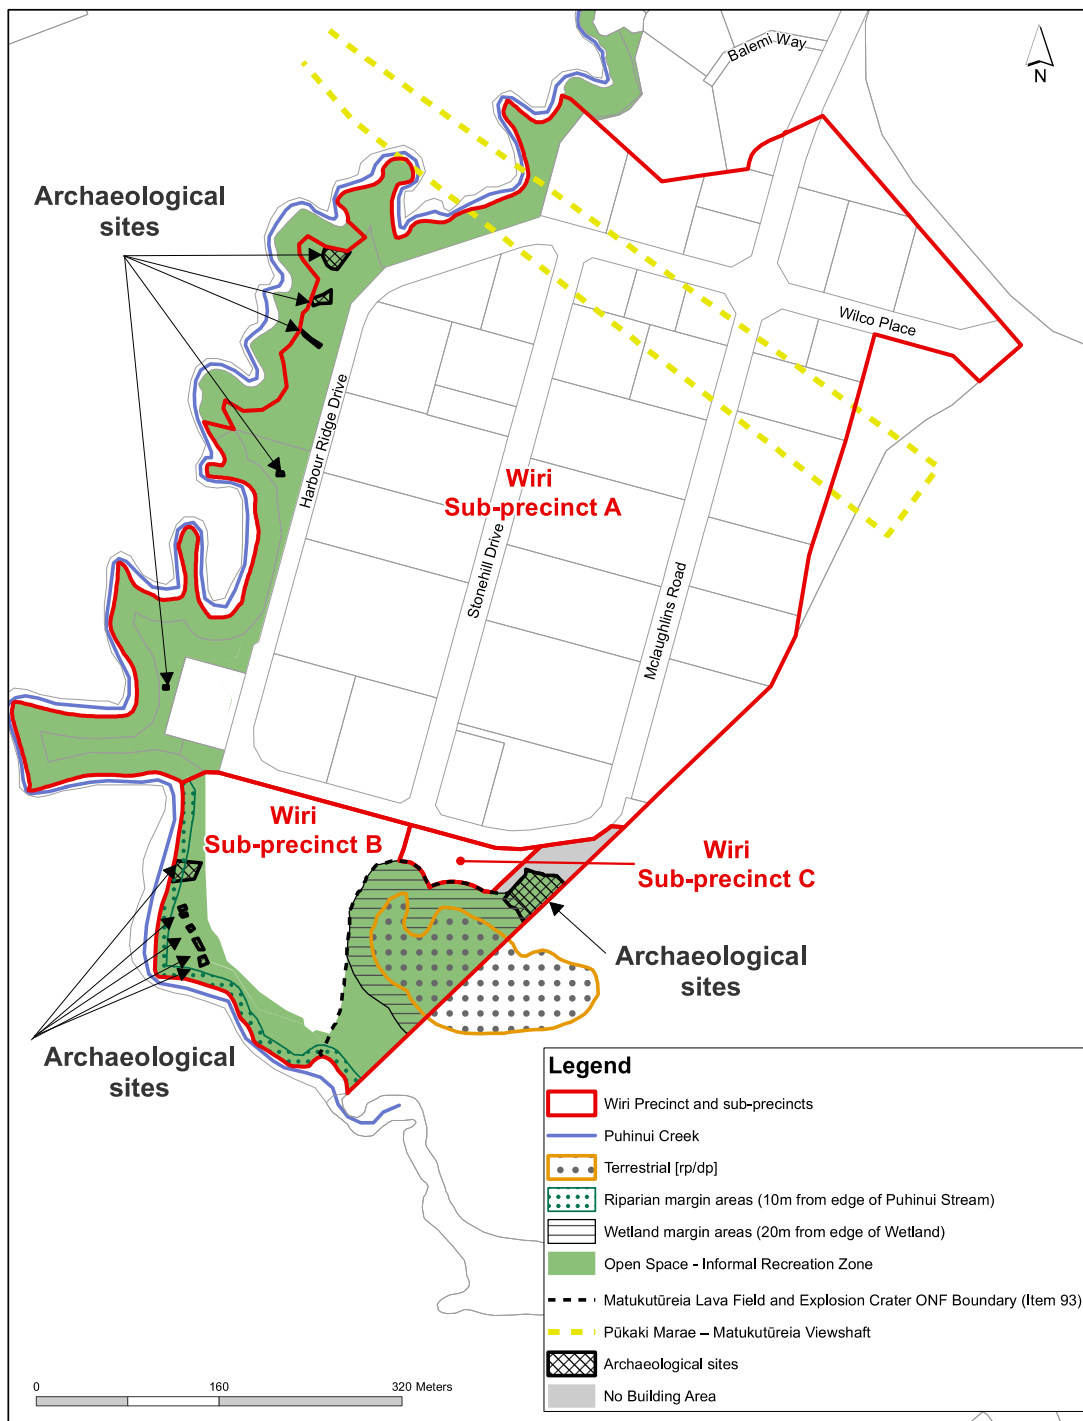 Balemi Way
N
Archaeological
sites
Wilco Place
Harbour Ridge Drive
Wiri
Sub-precinct A
Stonehill Drive
Mclaughlins Road
Wiri
Sub-precinct B
Wiri
Sub-precinct C
Archaeological
sites
Archaeological
sites
Legend
Wiri Precinct and sub-precincts
Puhinui Creek
Terrestrial [rp/dp]
Riparian margin areas (10m from edge of Puhinui Stream)
Wetland margin areas (20m from edge of Wetland)
Open Space - Informal Recreation Zone
Matukutūreia Lava Field and Explosion Crater ONF Boundary (Item 93)
Pūkaki Marae – Matukutūreia Viewshaft
Archaeological sites
No Building Area
0 160 320 Meters